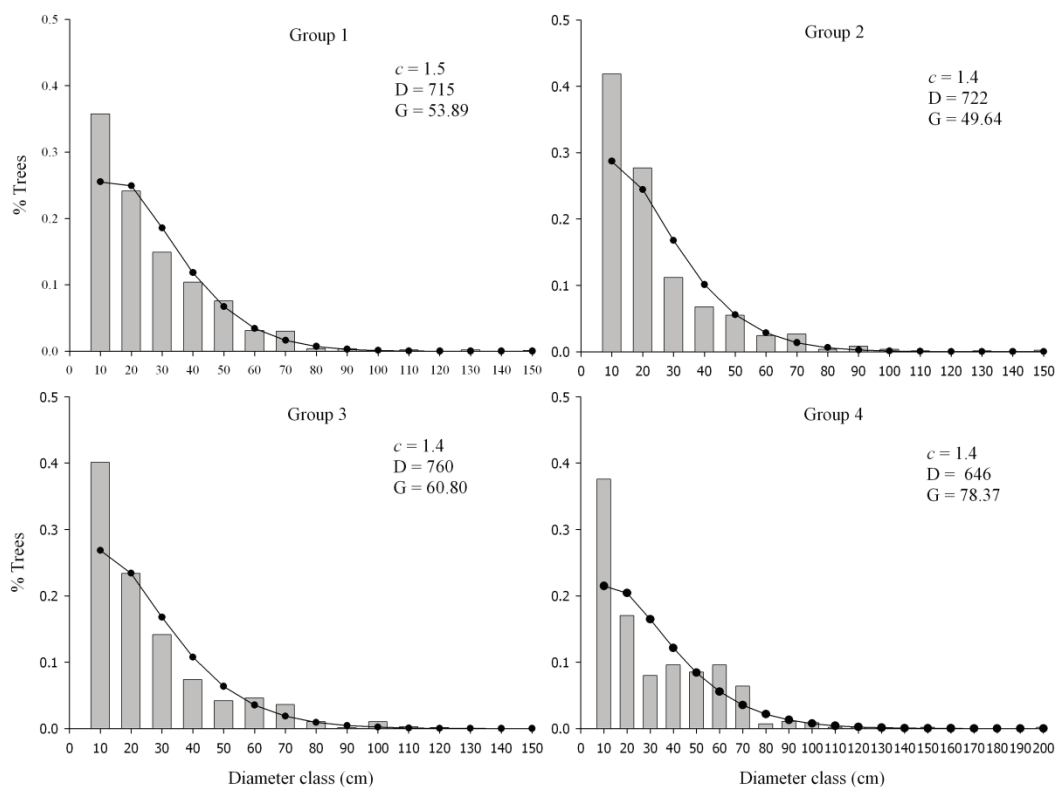 Group 1
c = 1.5
D = 715
G = 53.89
% Trees
0.5
0.4
0.3
0.2
0.1
0.0
0 10 20 30 40 50 60 70 80 90 100 110 120 130 140 150
Group 2
c = 1.4
D = 722
G = 49.64
0.5
0.4
0.3
0.2
0.1
0.0
0 10 20 30 40 50 60 70 80 90 100 110 120 130 140 150
Group 3
c = 1.4
D = 760
G = 60.80
% Trees
0.5
0.4
0.3
0.2
0.1
0.0
0 10 20 30 40 50 60 70 80 90 100 110 120 130 140 150
Diameter class (cm)
Group 4
c = 1.4
D = 646
G = 78.37
0.5
0.4
0.3
0.2
0.1
0.0
0 10 20 30 40 50 60 70 80 90 100 110 120 130 140 150 160 170 180 190 200
Diameter class (cm)